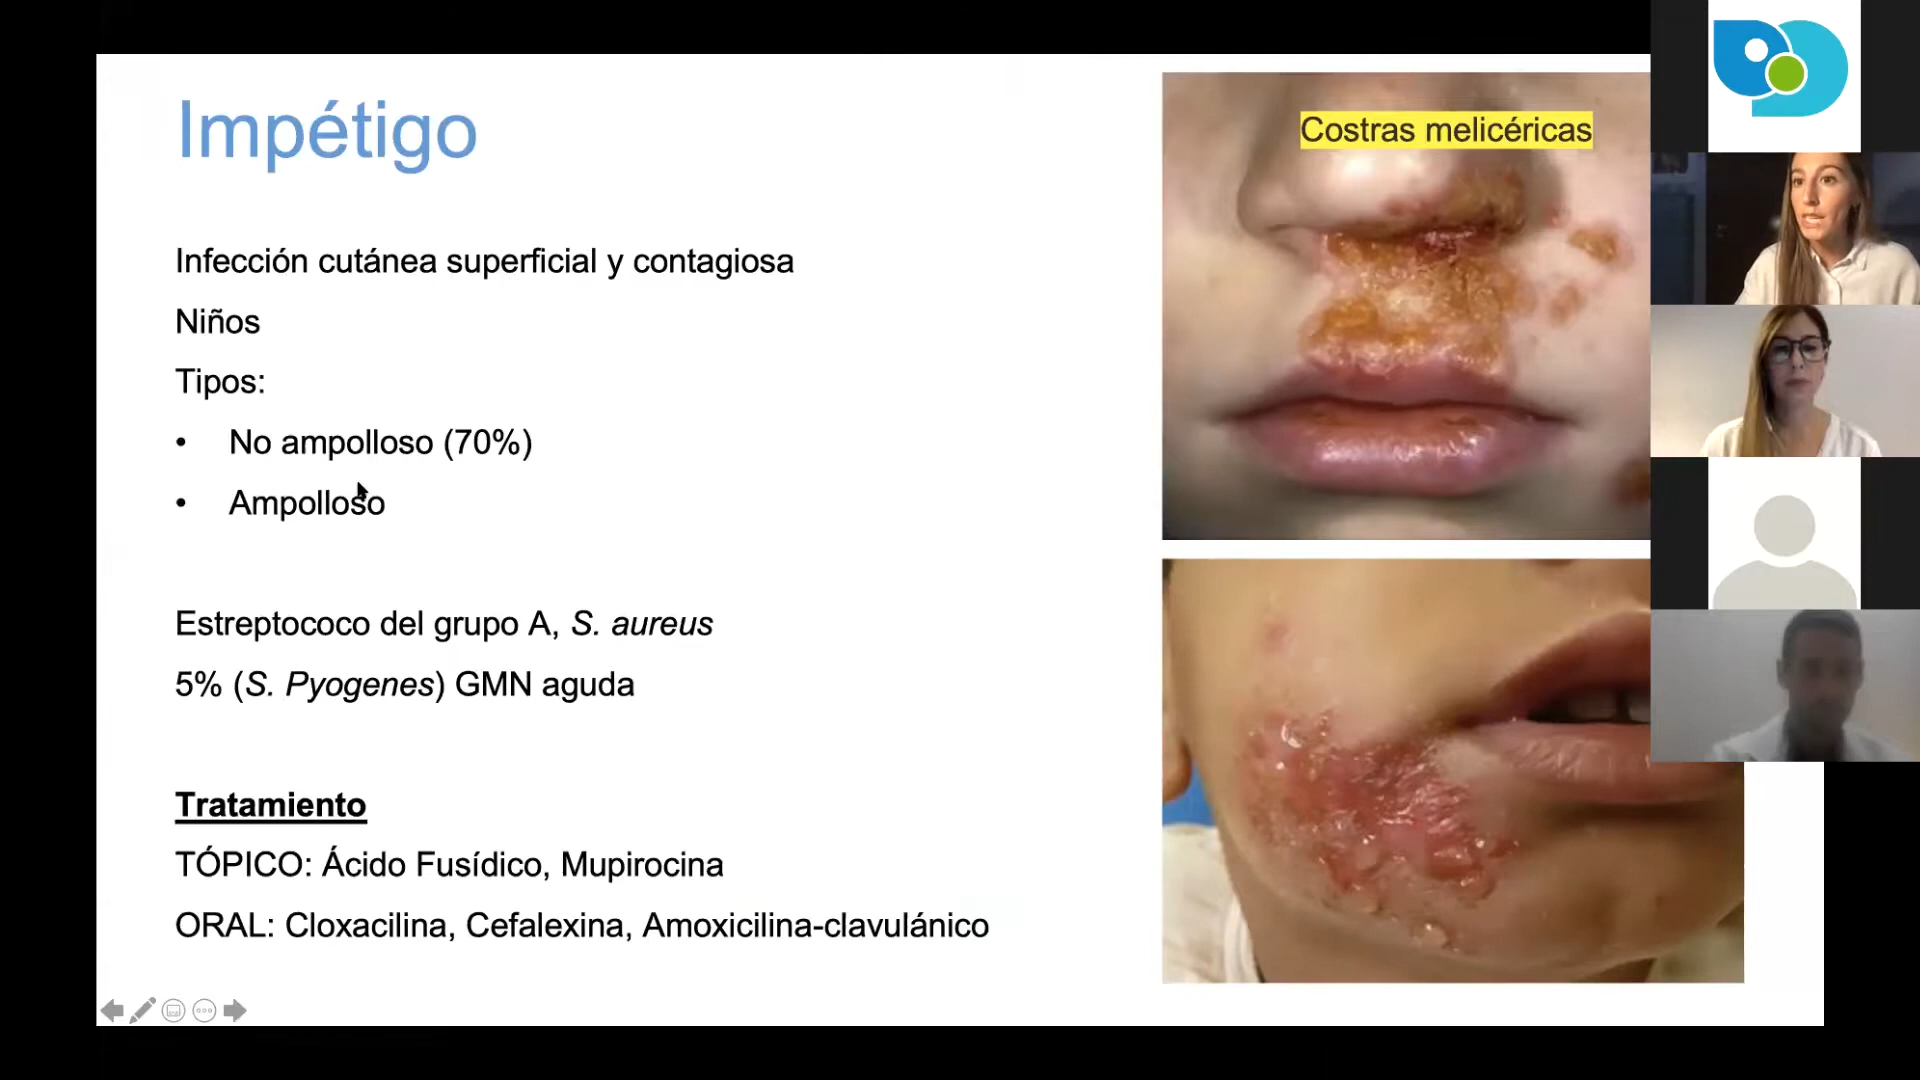 Impétigo
Costras melicéricas
Infección cutánea superficial y contagiosa
Niños
Tipos:
• No ampolloso (70%)
• Ampolloso
Estreptococo del grupo A, S. aureus
5% (S. Pyogenes) GMN aguda
Tratamiento
TÓPICO: Ácido Fusídico, Mupirocina
ORAL: Cloxacilina, Cefalexina, Amoxicilina-clavulánico